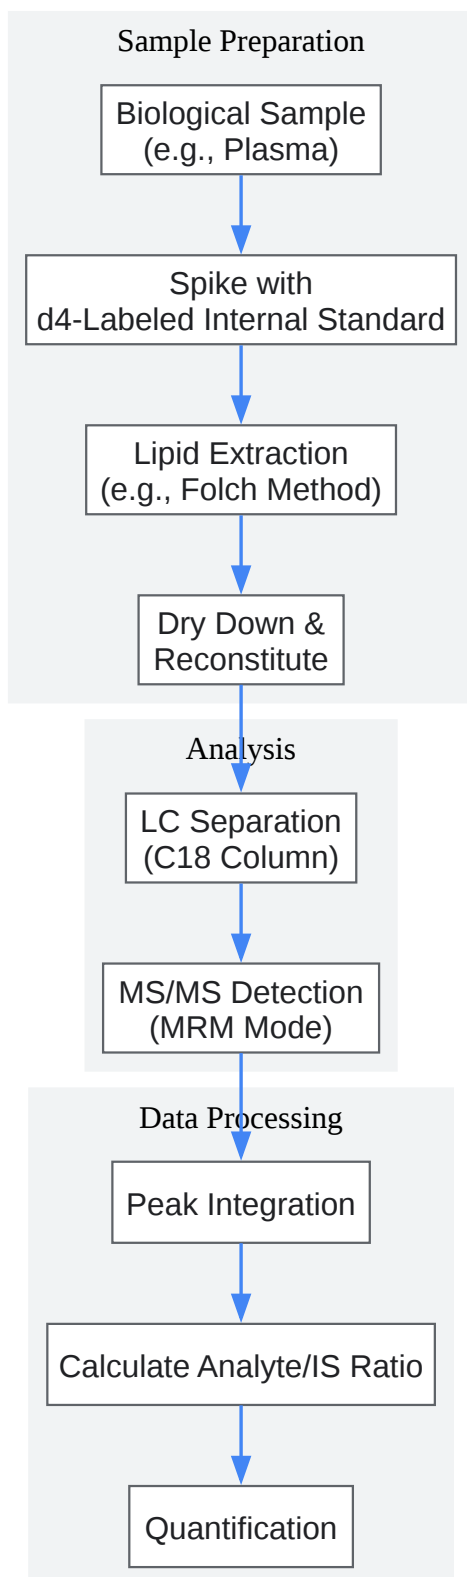 Sample Preparation
Biological Sample
(e.g., Plasma)
Spike with
d4-Labeled Internal Standard
Lipid Extraction
(e.g., Folch Method)
Dry Down &
Reconstitute
Analysis
LC Separation
(C18 Column)
MS/MS Detection
(MRM Mode)
Data Processing
Peak Integration
Calculate Analyte/IS Ratio
Quantification